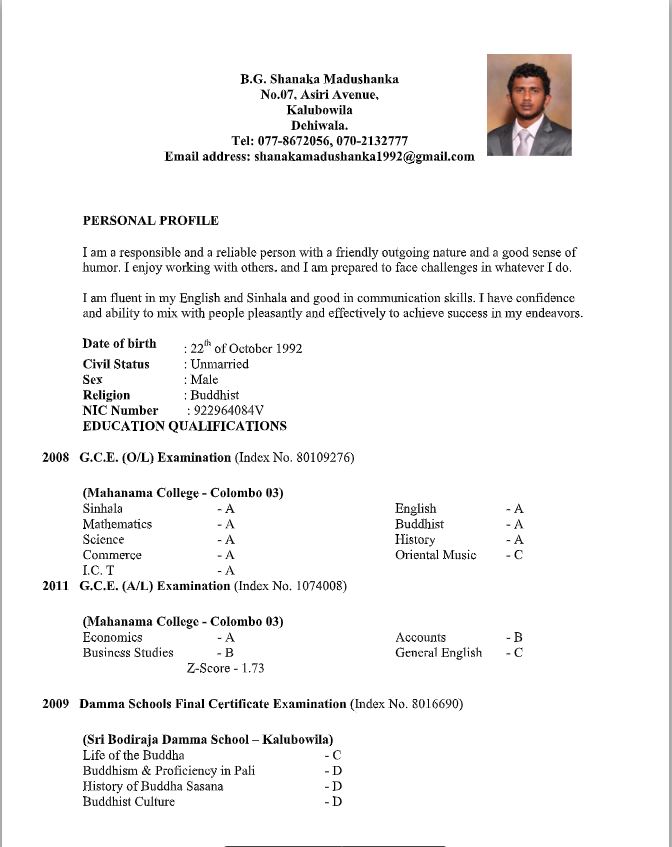 B.G. Shanaka Madushanka
No.07, Asiri Avenue,
Kalubowila
Dehiwala.
Tel: 077-8672056, 070-2132777
Email address: shanakamadushanka1992@gmail.com
PERSONAL PROFILE
I am a responsible and a reliable person with a friendly outgoing nature and a good sense of
humor. I enjoy working with others, and I am prepared to face challenges in whatever I do.
I am fluent in my English and Sinhala and good in communication skills. I have confidence
and ability to mix with people pleasantly and effectively to achieve success in my endeavors.
Date of birth : 22th of October 1992
Civil Status : Unmarried
Sex : Male
Religion : Buddhist
NIC Number : 922964084V
EDUCATION QUALIFICATIONS
2008 G.C.E. (O/L) Examination (Index No. 80109276)
(Mahanama College - Colombo 03)
Sinhala - A English - A
Mathematics - A Buddhist - A
Science - A History - A
Commerce - A Oriental Music - C
I.C. T - A
2011 G.C.E. (A/L) Examination (Index No. 1074008)
(Mahanama College - Colombo 03)
Economics - A Accounts - B
Business Studies - B General English - C
Z-Score - 1.73
2009 Damma Schools Final Certificate Examination (Index No. 8016690)
(Sri Bodiraja Damma School – Kalubowila)
Life of the Buddha - C
Buddhism & Proficiency in Pali - D
History of Buddha Sasana - D
Buddhist Culture - D